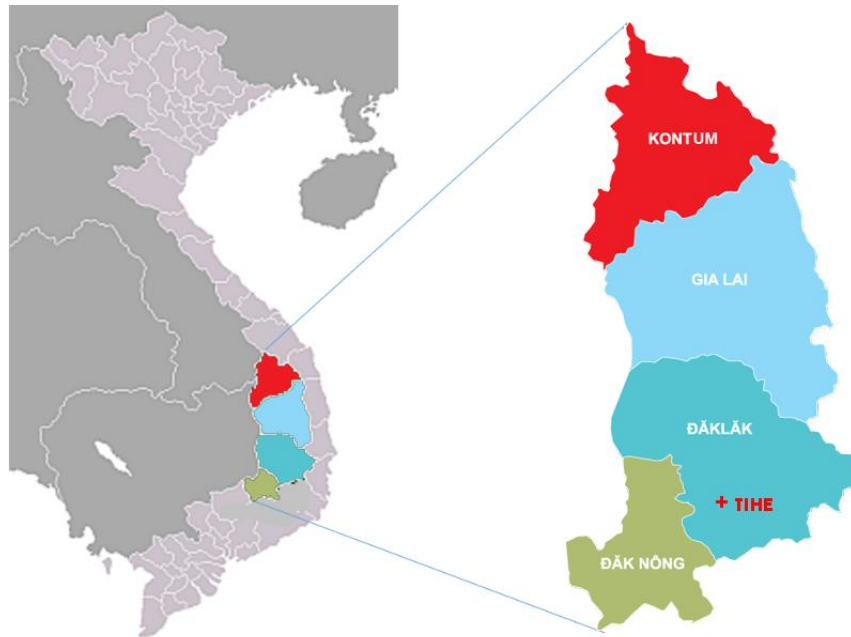 KONTUM
GIA LAI
ĐĂKLĂK
+ TIHE
ĐĂK NÔNG